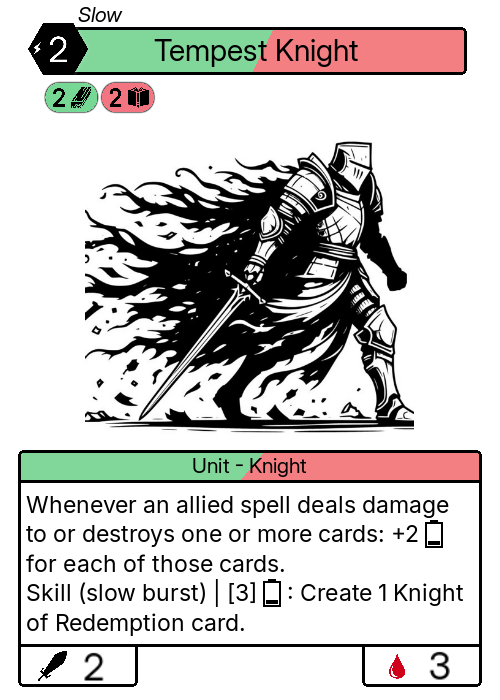 Slow
2 Tempest Knight
2 2
Unit - Knight
Whenever an allied spell deals damage
to or destroys one or more cards: +2
for each of those cards.
Skill (slow burst) | [3] : Create 1 Knight
of Redemption card.
2 3